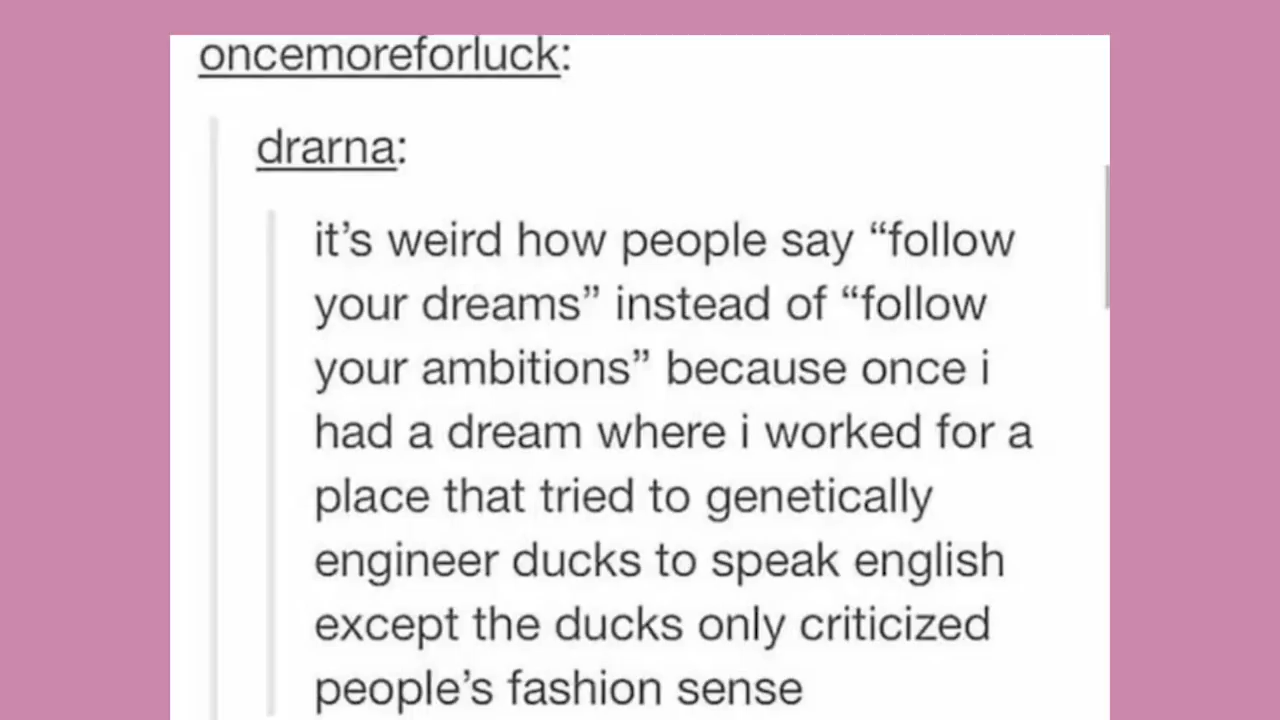 oncemoreforluck:
drarna:
it’s weird how people say “follow
your dreams” instead of “follow
your ambitions” because once i
had a dream where i worked for a
place that tried to genetically
engineer ducks to speak english
except the ducks only criticized
people’s fashion sense